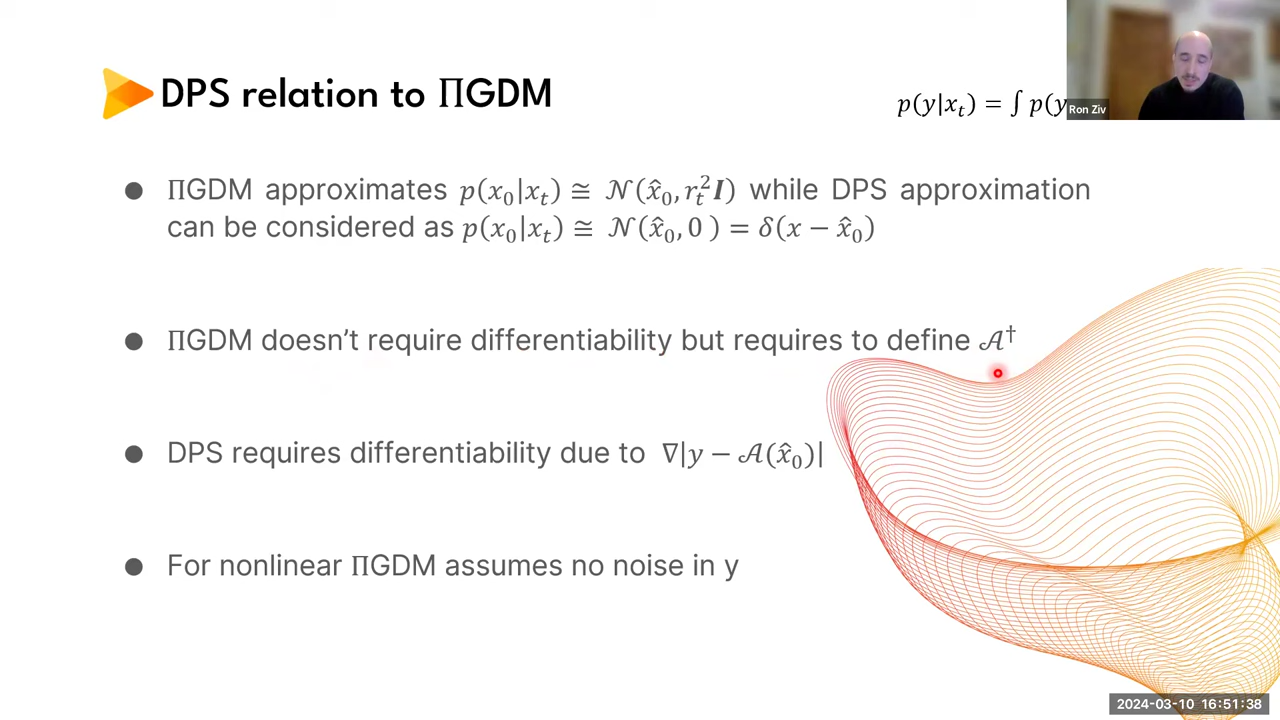 DPS relation to ΠGDM
p(y|x_t) = ∫ p(y
Ron Ziv
● ΠGDM approximates p(x_0|x_t) ≅ 𝒩(x̂_0, r_t^2 𝑰) while DPS approximation
can be considered as p(x_0|x_t) ≅ 𝒩(x̂_0, 0 ) = δ(x − x̂_0)
● ΠGDM doesn’t require differentiability but requires to define 𝒜^†
● DPS requires differentiability due to ∇|y − 𝒜(x̂_0)|
● For nonlinear ΠGDM assumes no noise in y
2024-03-10 16:51:38